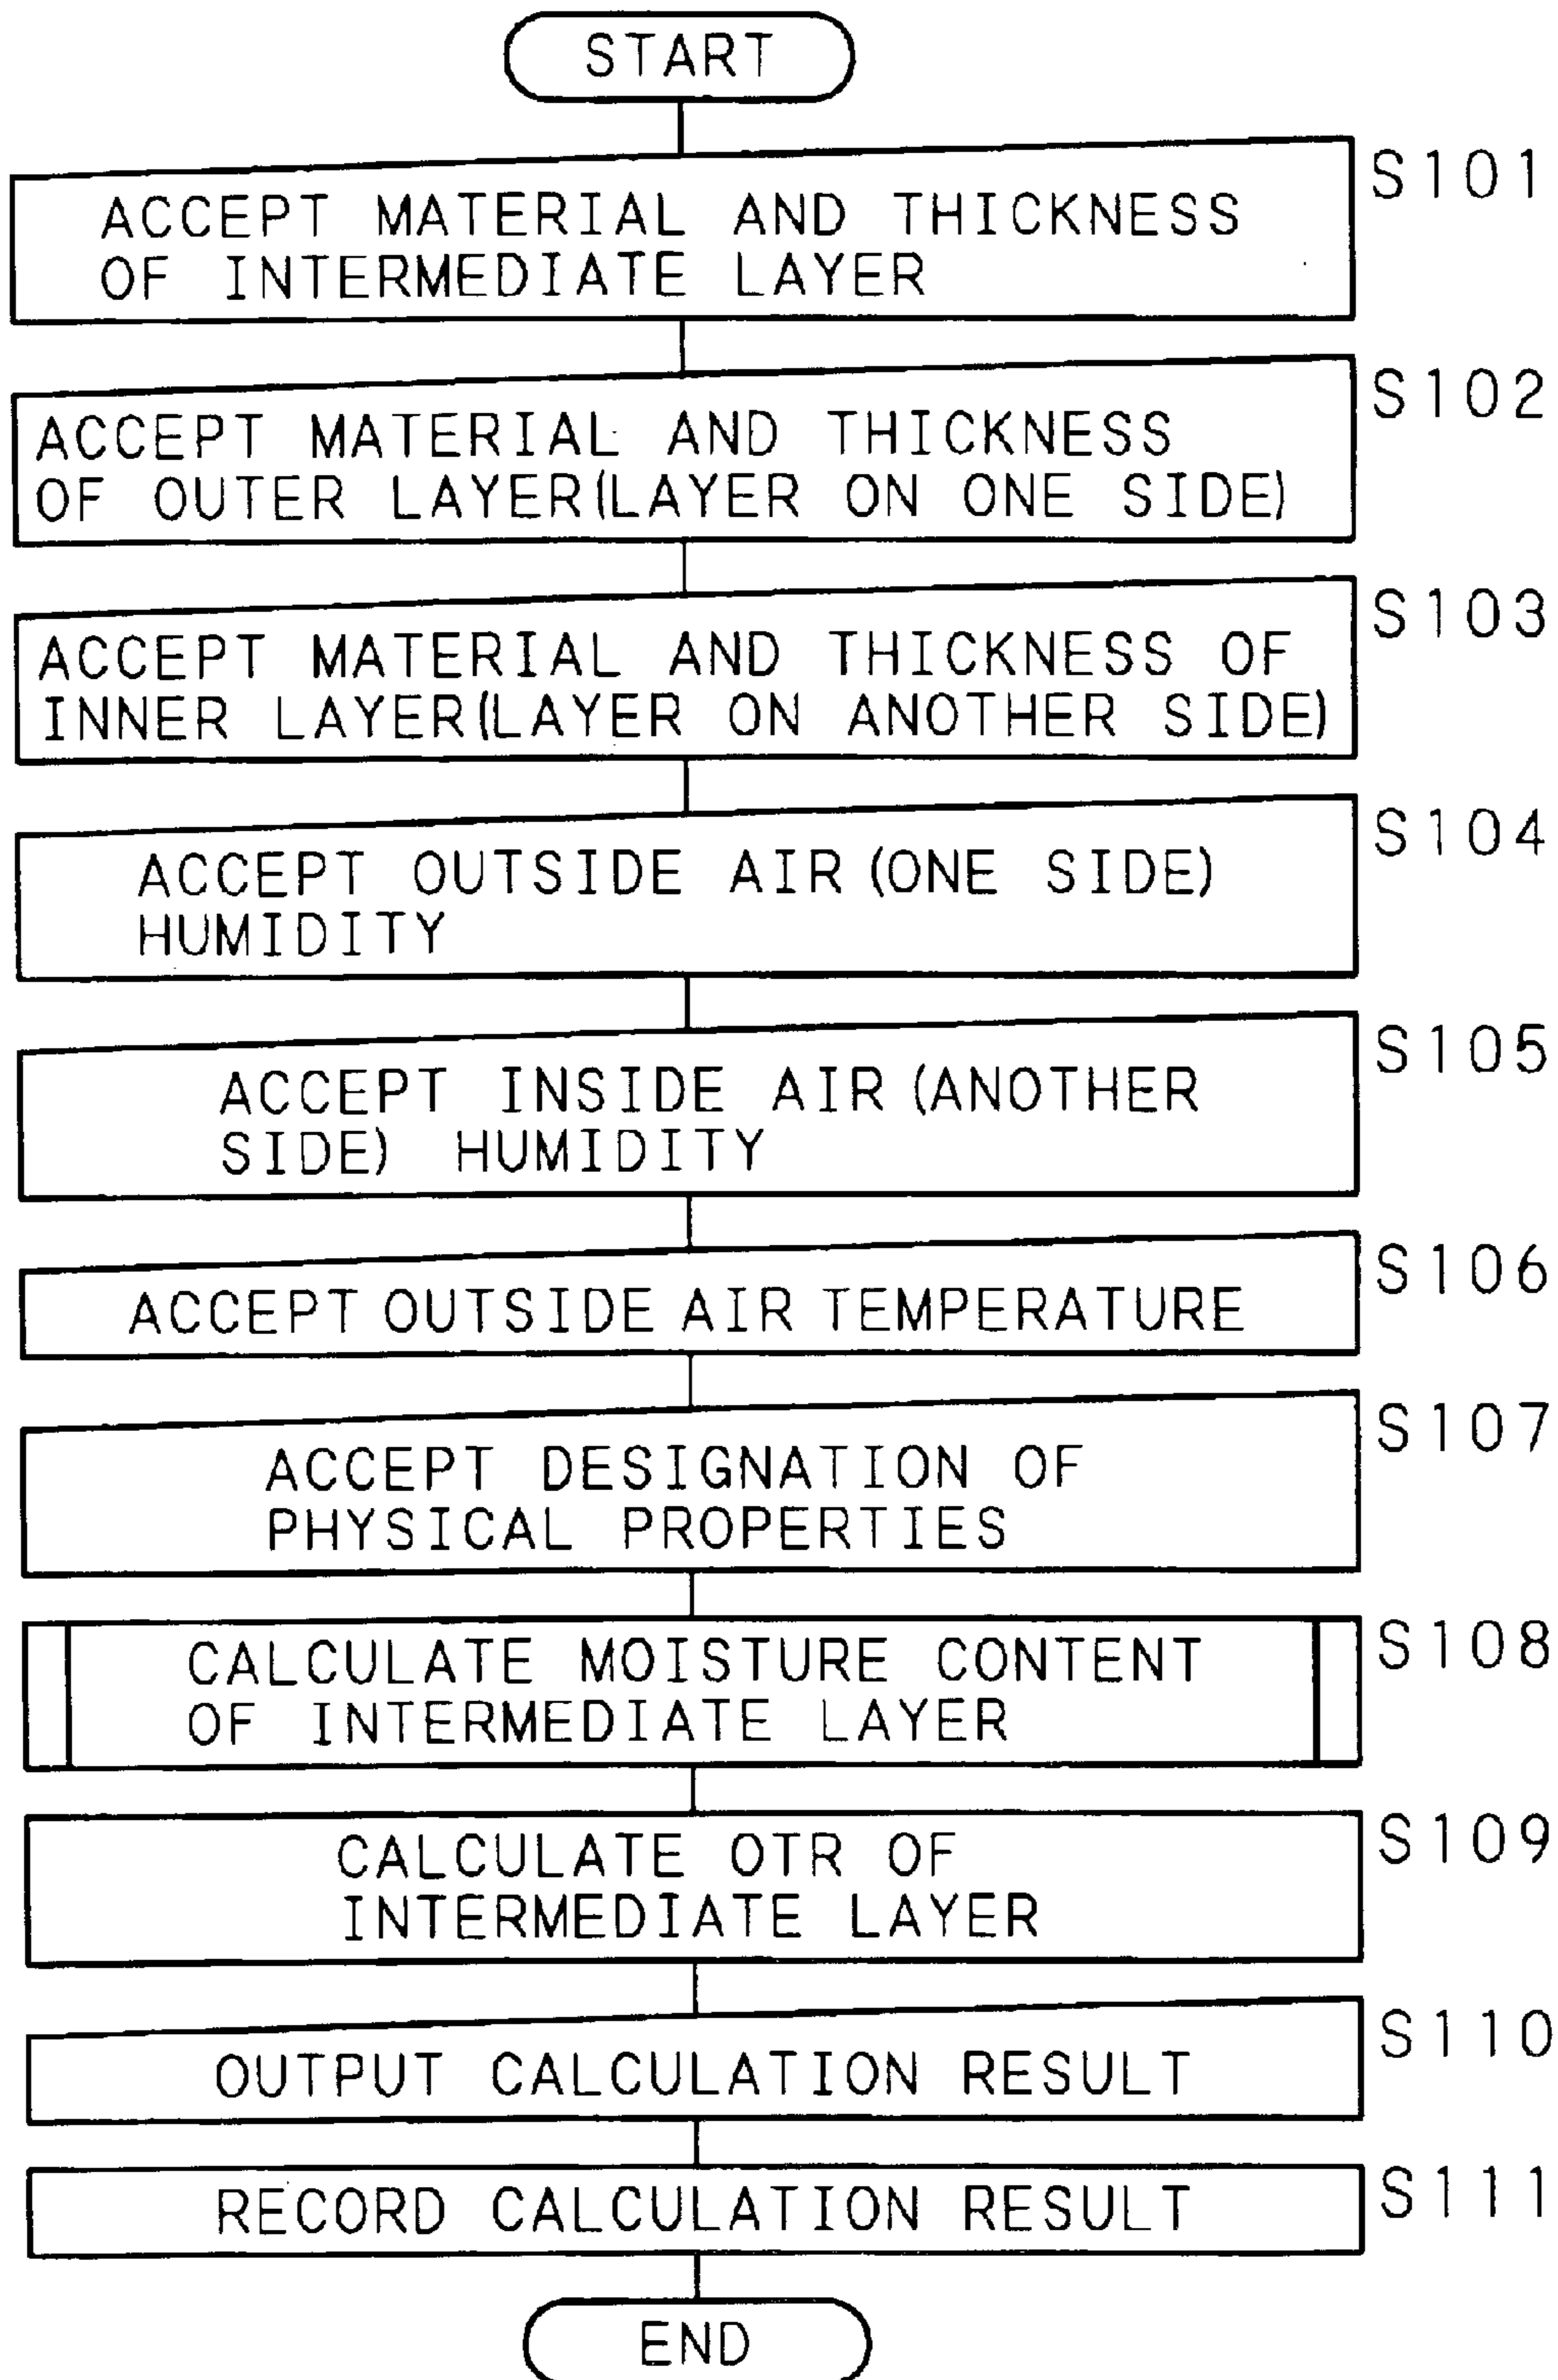 START
S101
ACCEPT MATERIAL AND THICKNESS
OF INTERMEDIATE LAYER
S102
ACCEPT MATERIAL AND THICKNESS
OF OUTER LAYER(LAYER ON ONE SIDE)
S103
ACCEPT MATERIAL AND THICKNESS OF
INNER LAYER(LAYER ON ANOTHER SIDE)
S104
ACCEPT OUTSIDE AIR(ONE SIDE)
HUMIDITY
S105
ACCEPT INSIDE AIR(ANOTHER
SIDE) HUMIDITY
S106
ACCEPT OUTSIDE AIR TEMPERATURE
S107
ACCEPT DESIGNATION OF
PHYSICAL PROPERTIES
S108
CALCULATE MOISTURE CONTENT
OF INTERMEDIATE LAYER
S109
CALCULATE OTR OF
INTERMEDIATE LAYER
S110
OUTPUT CALCULATION RESULT
S111
RECORD CALCULATION RESULT
END